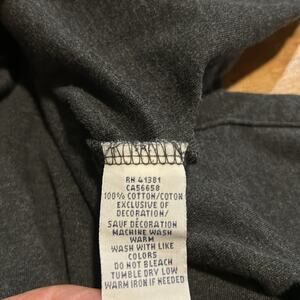 RN 41381
CA56658
100% COTTON/COTON
EXCLUSIVE OF
DECORATION/
SAUF DÉCORATION
MACHINE WASH
WARM
WASH WITH LIKE
COLORS
DO NOT BLEACH
TUMBLE DRY LOW
WARM IRON IF NEEDED